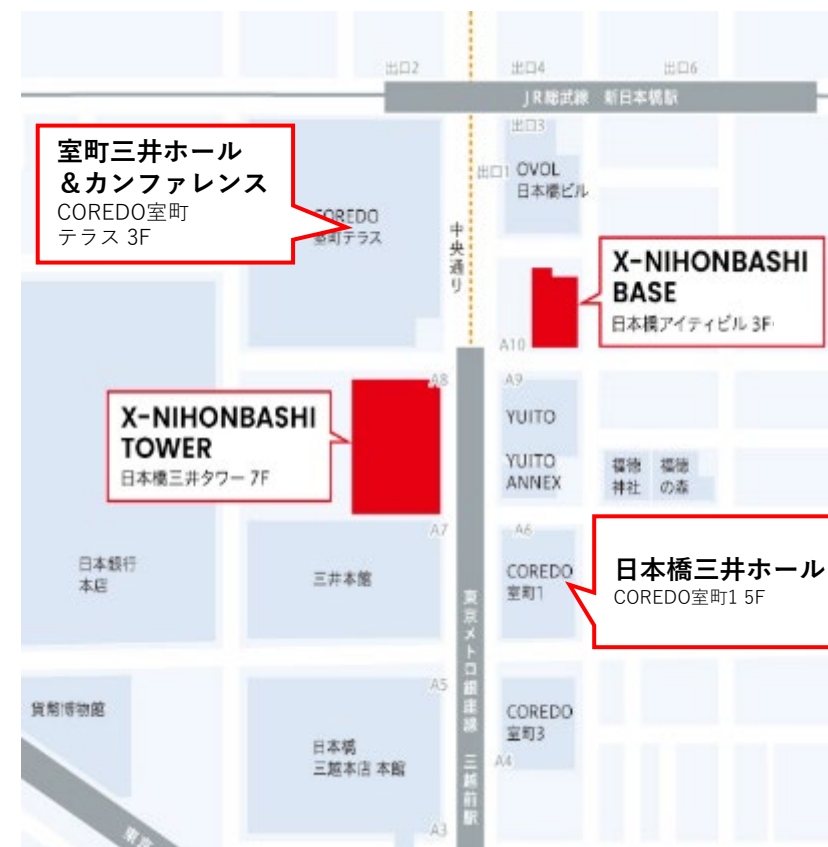 出口2
出口4
出口6
JR総武線 新日本橋駅
出口3
室町三井ホール
&カンファレンス
COREDO室町
テラス 3F
出口1
OVOL
日本橋ビル
COREDO
室町テラス
中央通り
X-NIHONBASHI
BASE
日本橋アイティビル 3F
A10
A8
A9
X-NIHONBASHI
TOWER
日本橋三井タワー 7F
YUITO
YUITO
ANNEX
福徳
神社
福徳
の森
A7
A6
日本銀行
本店
三井本館
COREDO
室町1
日本橋三井ホール
COREDO室町1 5F
東京メトロ銀座線 三越前駅
A5
貨幣博物館
COREDO
室町3
日本橋
三越本店 本館
A4
A3
東京